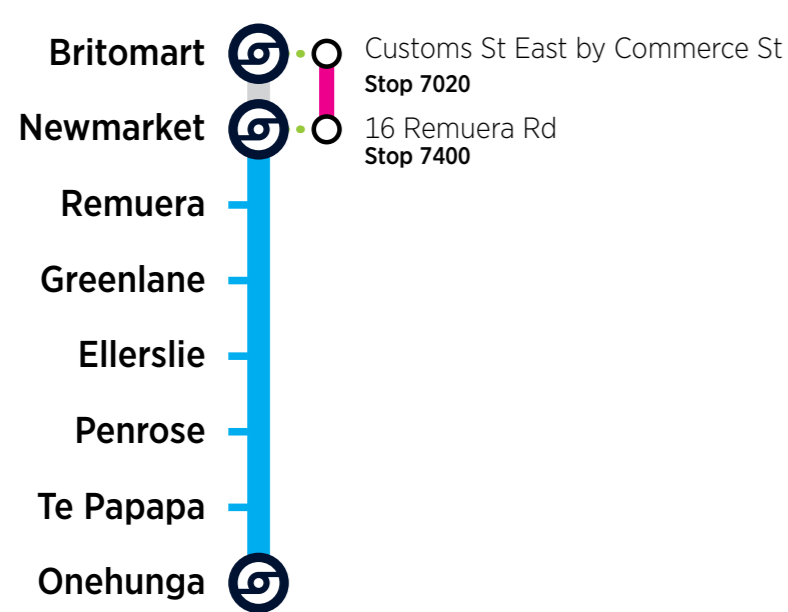 Britomart
Customs St East by Commerce St
Stop 7020
Newmarket
16 Remuera Rd
Stop 7400
Remuera
Greenlane
Ellerslie
Penrose
Te Papapa
Onehunga